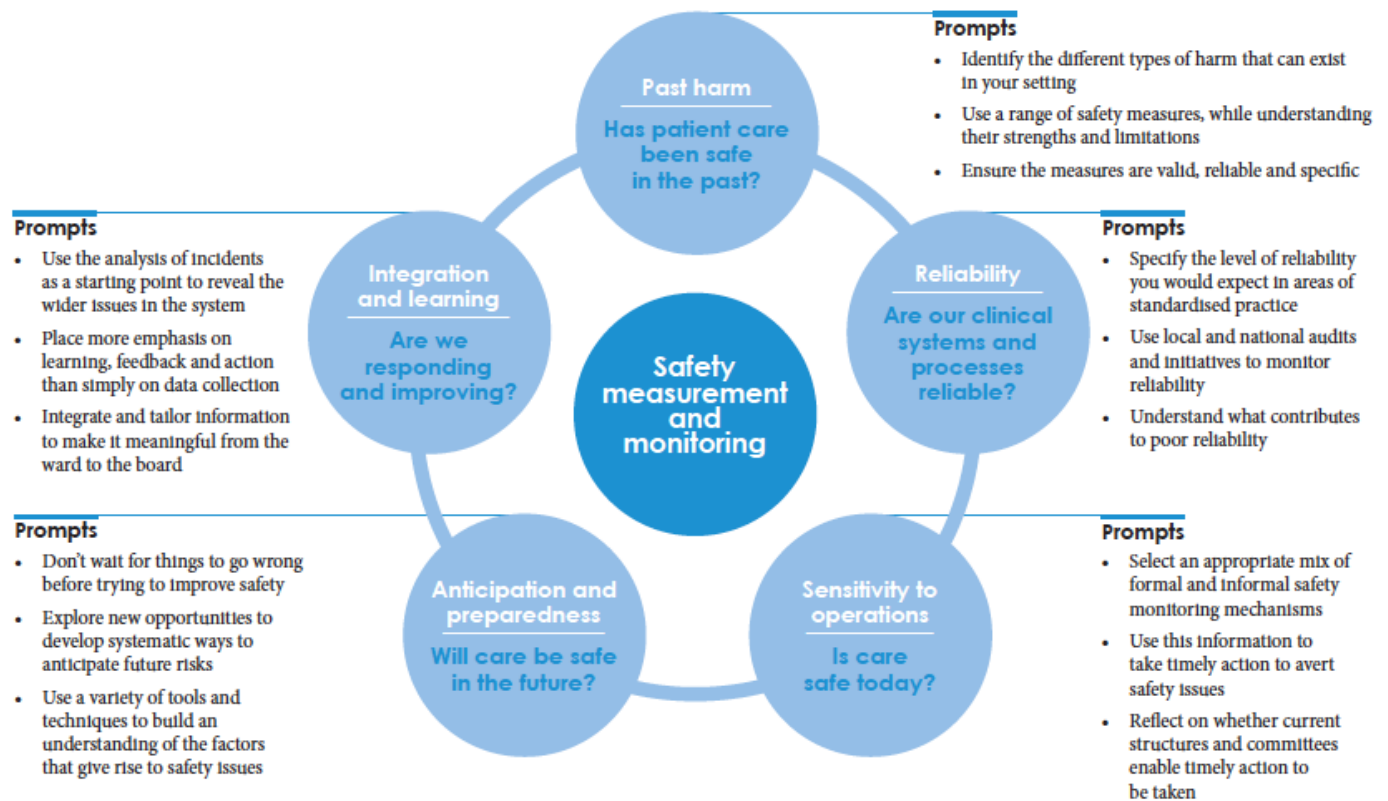 Past harm
Has patient care
been safe
in the past?
Prompts
• Identify the different types of harm that can exist
in your setting
• Use a range of safety measures, while understanding
their strengths and limitations
• Ensure the measures are valid, reliable and specific
Reliability
Are our clinical
systems and
processes
reliable?
Prompts
• Specify the level of reliability
you would expect in areas of
standardised practice
• Use local and national audits
and initiatives to monitor
reliability
• Understand what contributes
to poor reliability
Sensitivity to
operations
Is care
safe today?
Prompts
• Select an appropriate mix of
formal and informal safety
monitoring mechanisms
• Use this information to
take timely action to avert
safety issues
• Reflect on whether current
structures and committees
enable timely action to
be taken
Anticipation and
preparedness
Will care be safe
in the future?
Prompts
• Don't wait for things to go wrong
before trying to improve safety
• Explore new opportunities to
develop systematic ways to
anticipate future risks
• Use a variety of tools and
techniques to build an
understanding of the factors
that give rise to safety issues
Integration
and learning
Are we
responding
and improving?
Prompts
• Use the analysis of incidents
as a starting point to reveal the
wider issues in the system
• Place more emphasis on
learning, feedback and action
than simply on data collection
• Integrate and tailor information
to make it meaningful from the
ward to the board
Safety
measurement
and
monitoring